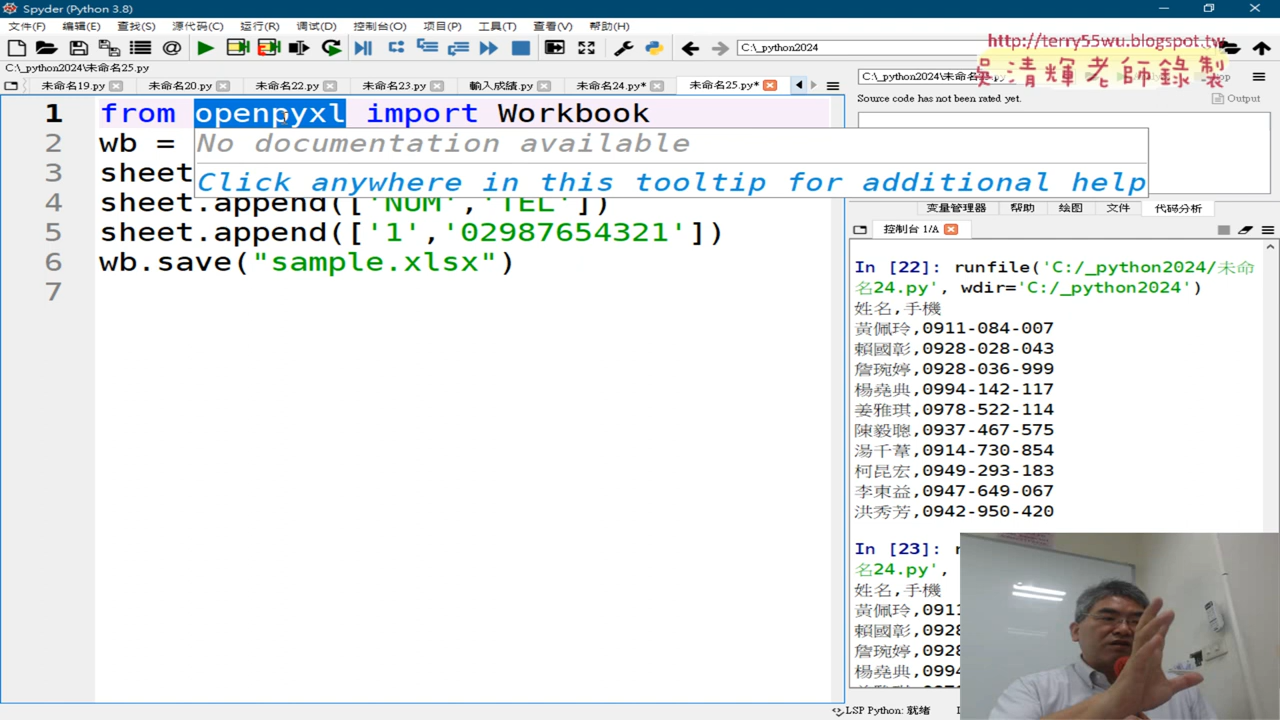 Spyder (Python 3.8)
文件(F) 编辑(E) 查找(S) 源代码(C) 运行(R) 调试(D) 控制台(O) 项目(P) 工具(T) 查看(V) 帮助(H)
C:\_python2024
http://terry55wu.blogspot.tw
吳清輝老師錄製
C:\_python2024\未命名25.py
未命名19.py 未命名20.py 未命名22.py 未命名23.py 輸入成績.py 未命名24.py* 未命名25.py*
1 from openpyxl import Workbook
2 wb =
No documentation available
3 sheet
Click anywhere in this tooltip for additional help
4 sheet.append(['NUM','TEL'])
5 sheet.append(['1','02987654321'])
6 wb.save("sample.xlsx")
7
C:\_python2024\未命名
Source code has not been rated yet.
Output
变量管理器 帮助 绘图 文件 代码分析
控制台 1/A
In [22]: runfile('C:/_python2024/未命
名24.py', wdir='C:/_python2024')
姓名,手機
黃佩玲,0911-084-007
賴國彰,0928-028-043
詹琬婷,0928-036-999
楊堯典,0994-142-117
姜雅琪,0978-522-114
陳毅聰,0937-467-575
湯千葦,0914-730-854
柯昆宏,0949-293-183
李東益,0947-649-067
洪秀芳,0942-950-420
In [23]:
名24.py',
姓名,手機
黃佩玲,0911
賴國彰,0928
詹琬婷,0928
楊堯典,0994
LSP Python: 就绪